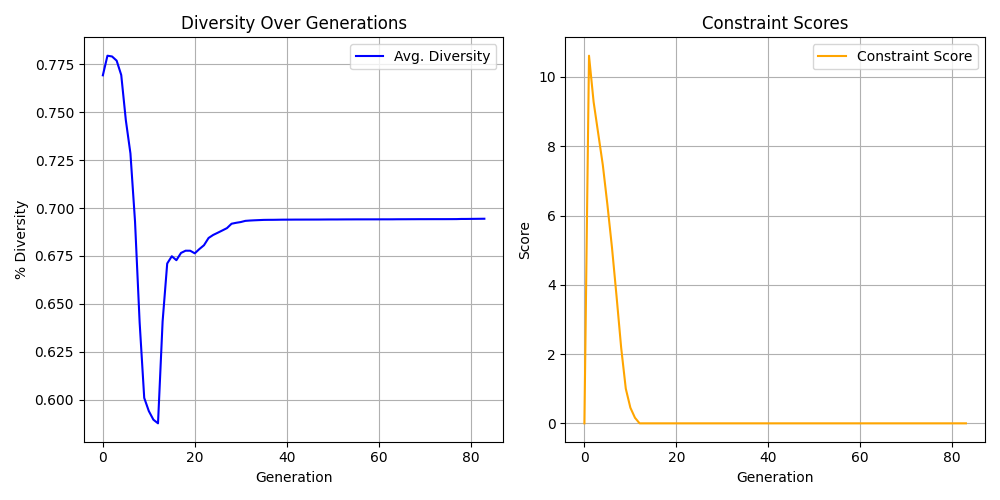 Diversity Over Generations
Avg. Diversity
0.775
0.750
0.725
0.700
0.675
0.650
0.625
0.600
% Diversity
0 20 40 60 80
Generation
Constraint Scores
Constraint Score
10
8
6
4
2
0
Score
0 20 40 60 80
Generation